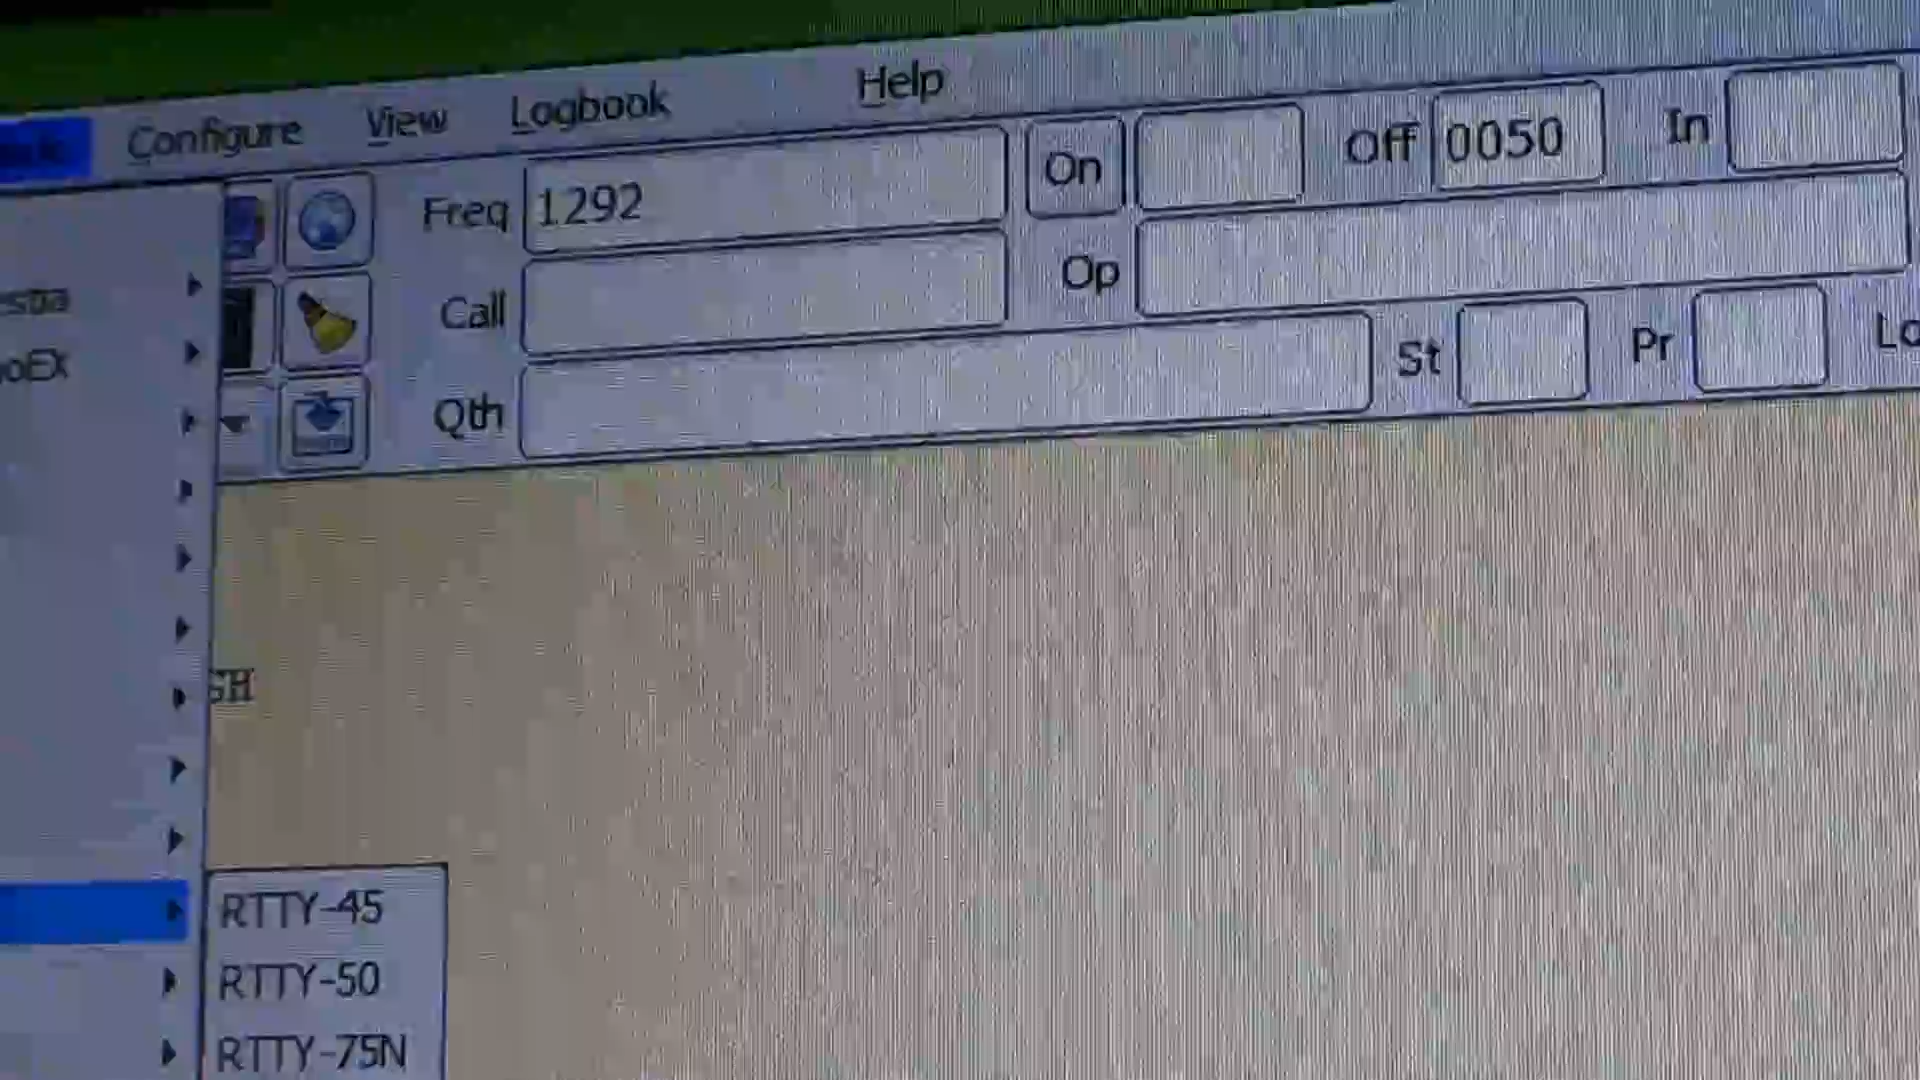 Configure View Logbook Help
Freq 1292 On Off 0050 In
Call Op
Qth St Pr
RTTY-45
RTTY-50
RTTY-75N